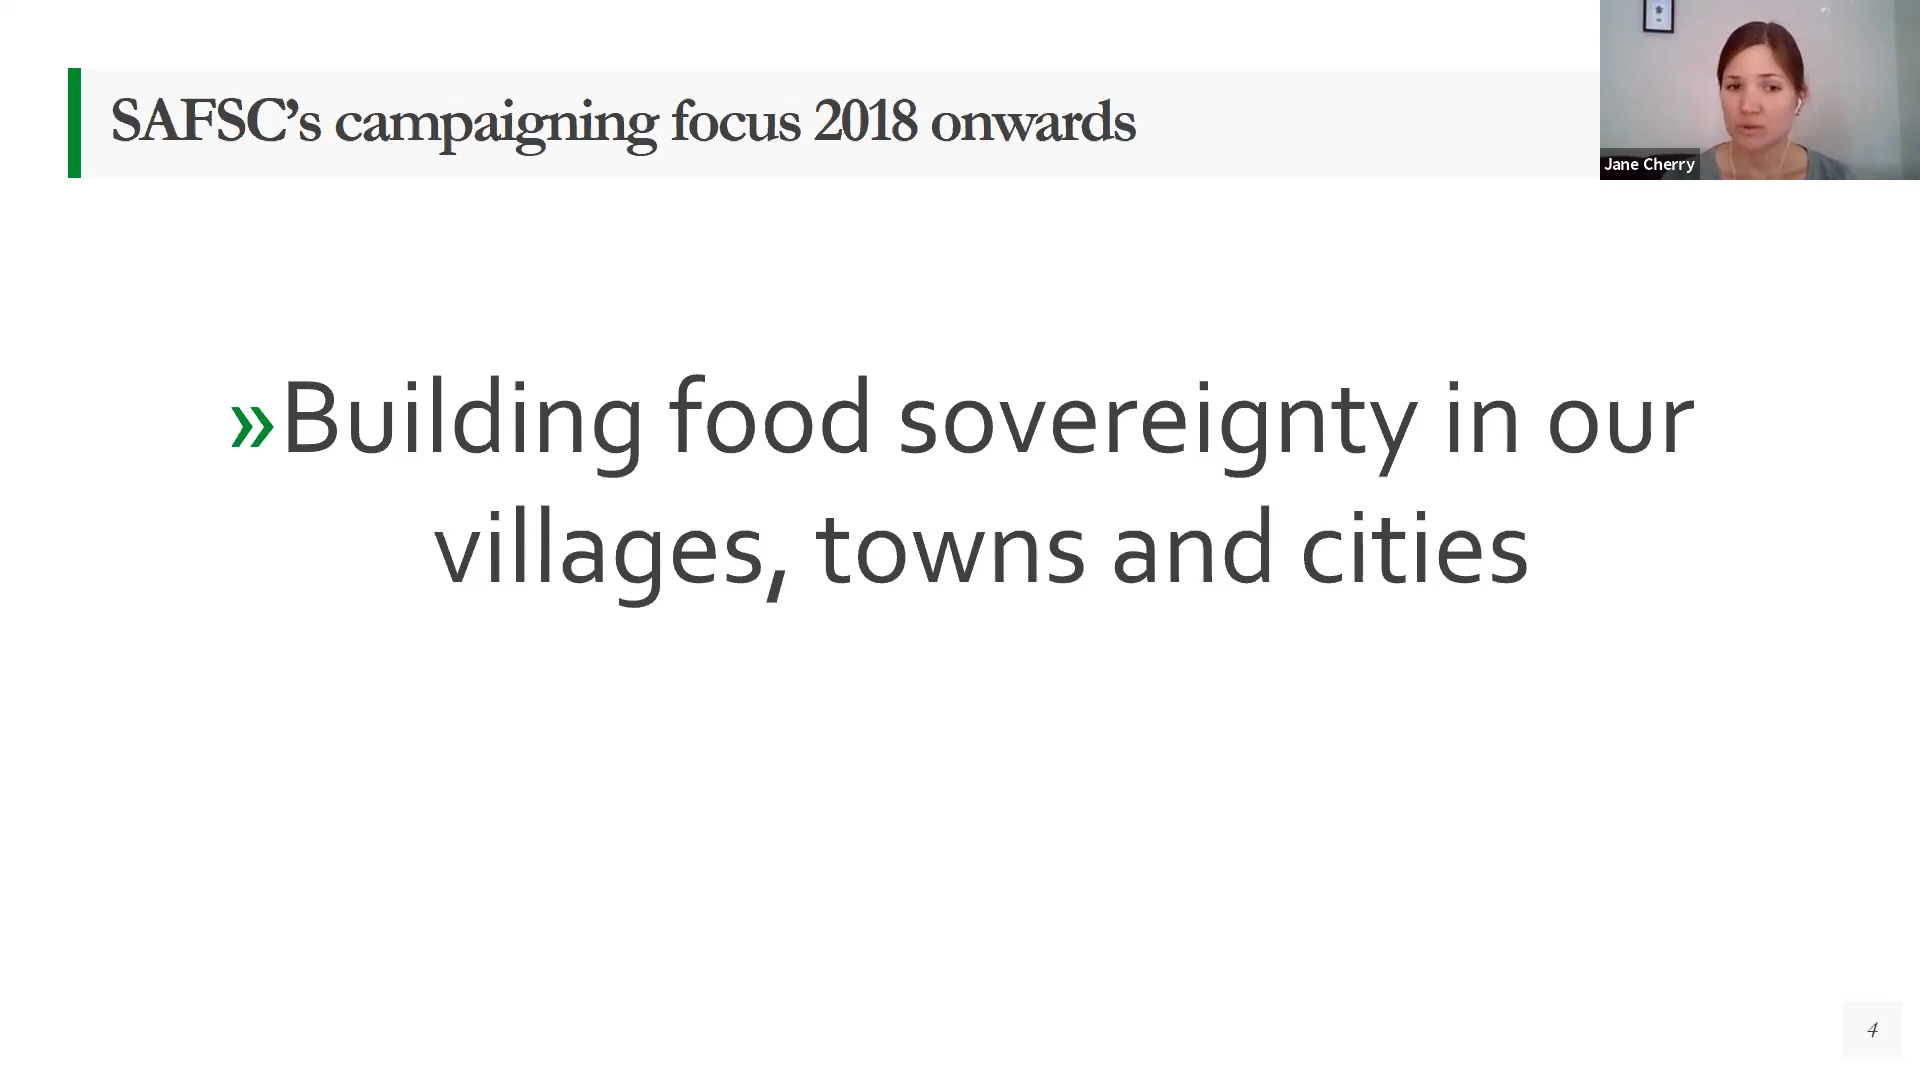 SAFSC’s campaigning focus 2018 onwards
Jane Cherry
»Building food sovereignty in our
villages, towns and cities
4